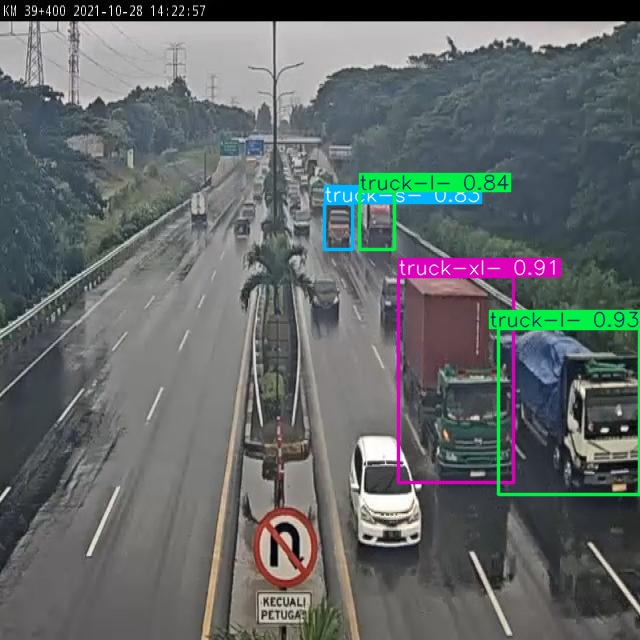 KM 39+400 2021-10-28 14:22:57
truck-l- 0.84
truck-s- 0.83
truck-xl- 0.91
truck-l- 0.93
KECUALI
PETUGAS